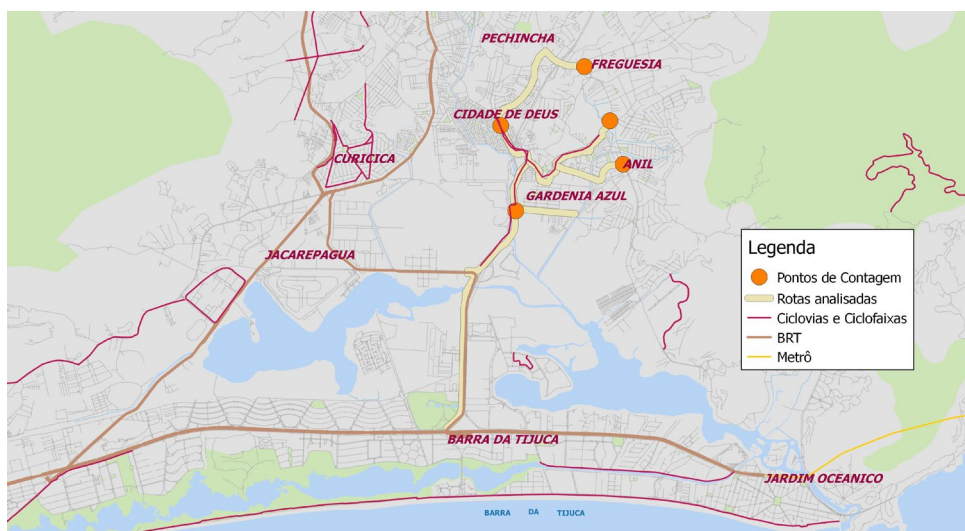 PECHINCHA
FREGUESIA
CIDADE DE DEUS
CURICICA
ANIL
GARDENIA AZUL
JACAREPAGUA
Legenda
Pontos de Contagem
Rotas analisadas
Ciclovias e Ciclofaixas
BRT
Metrô
BARRA DA TIJUCA
JARDIM OCEANICO
BARRA DA TIJUCA